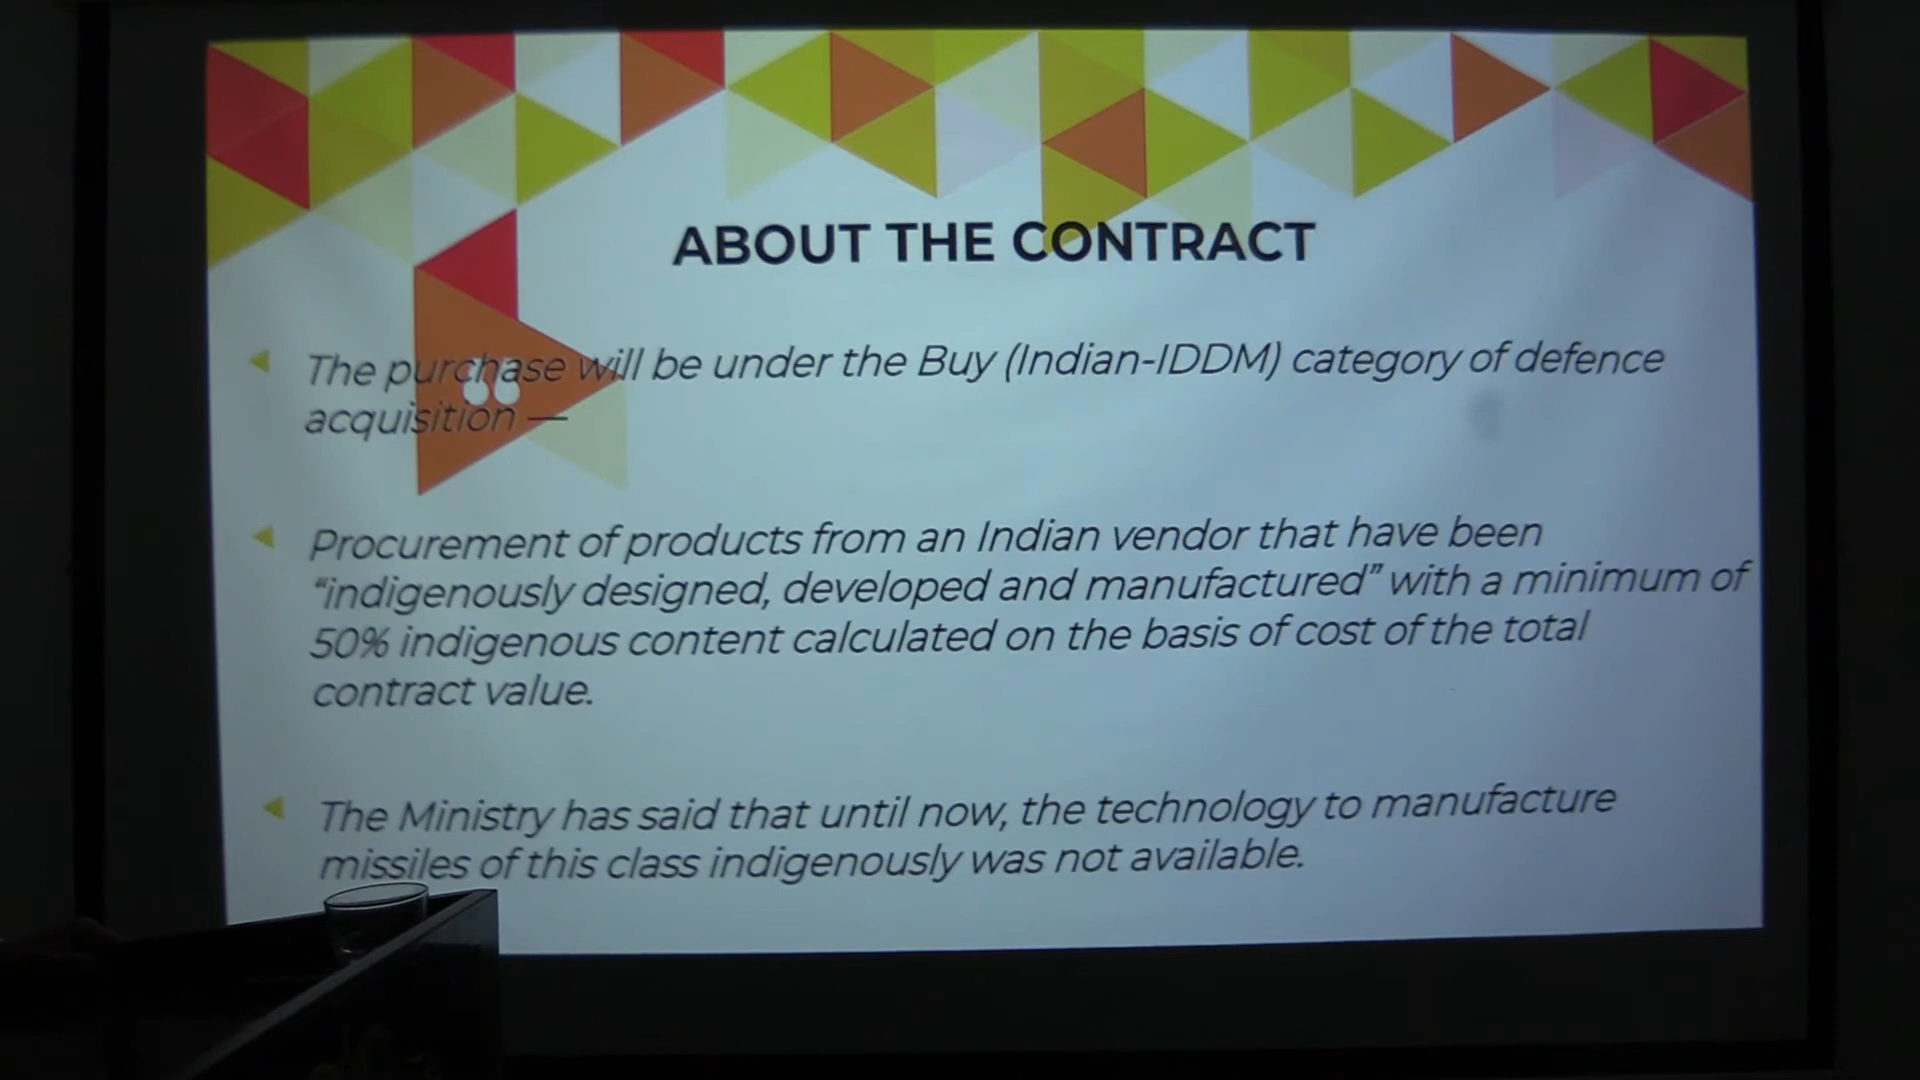 ABOUT THE CONTRACT
The purchase will be under the Buy (Indian-IDDM) category of defence
acquisition —
Procurement of products from an Indian vendor that have been
“indigenously designed, developed and manufactured” with a minimum of
50% indigenous content calculated on the basis of cost of the total
contract value.
The Ministry has said that until now, the technology to manufacture
missiles of this class indigenously was not available.